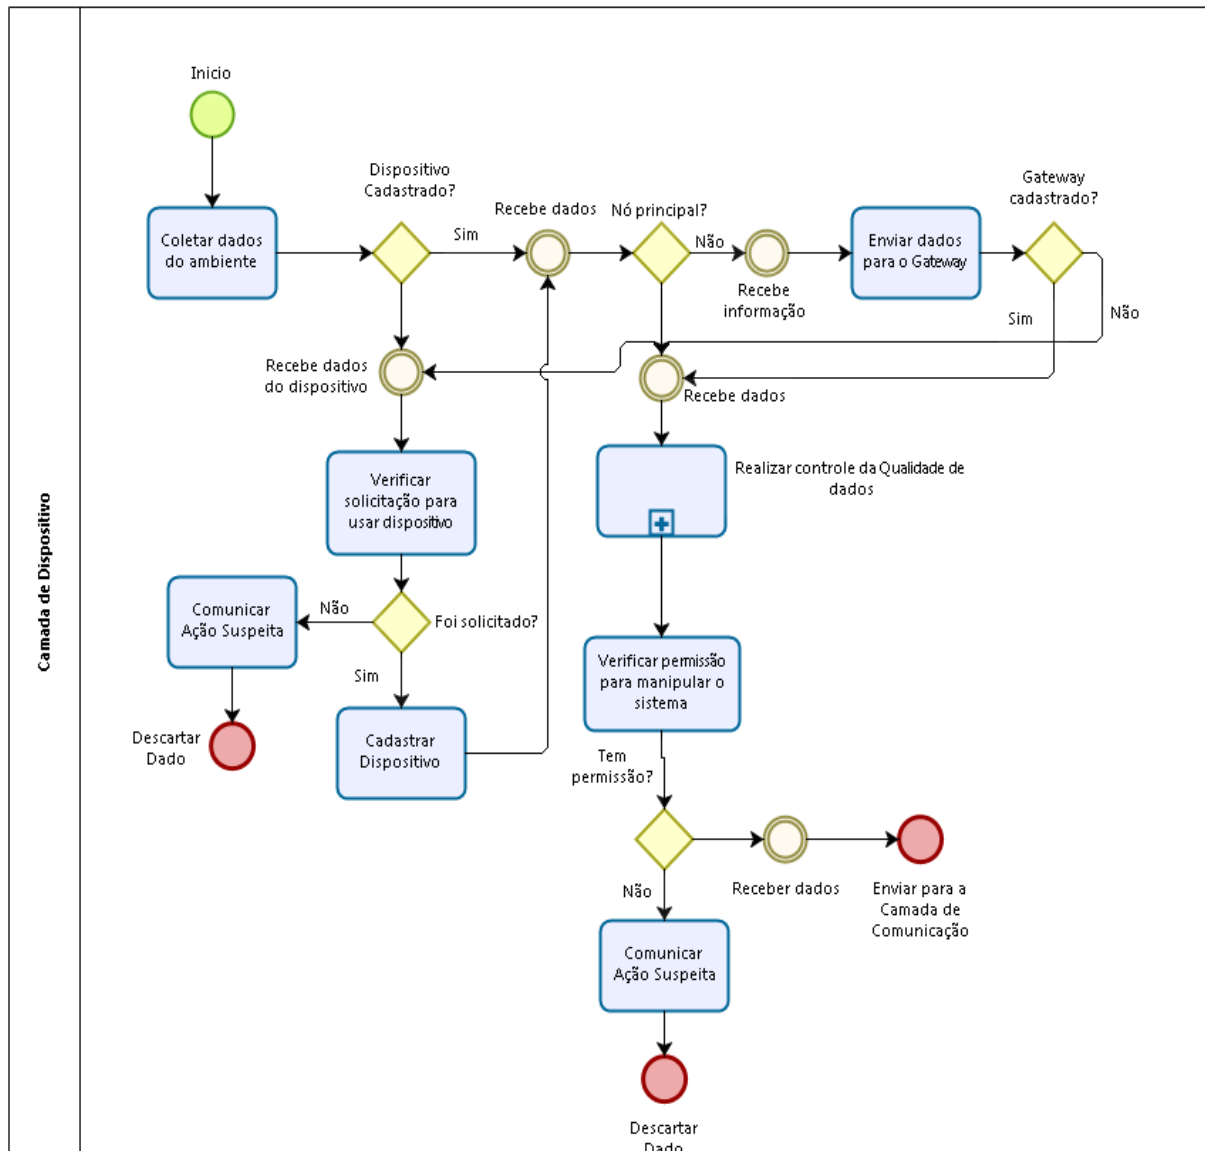 Camada de Dispositivo
Inicio
Coletar dados
do ambiente
Dispositivo
Cadastrado?
Sim
Recebe dados
Nó principal?
Não
Recebe
informação
Enviar dados
para o Gateway
Gateway
cadastrado?
Sim
Não
Recebe dados
do dispositivo
Recebe dados
Verificar
solicitação para
usar dispositivo
Realizar controle da Qualidade de
dados
Comunicar
Ação Suspeita
Não
Foi solicitado?
Sim
Descartar
Dado
Cadastrar
Dispositivo
Verificar permissão
para manipular o
sistema
Tem
permissão?
Não
Receber dados
Enviar para a
Camada de
Comunicação
Comunicar
Ação Suspeita
Descartar
Dado